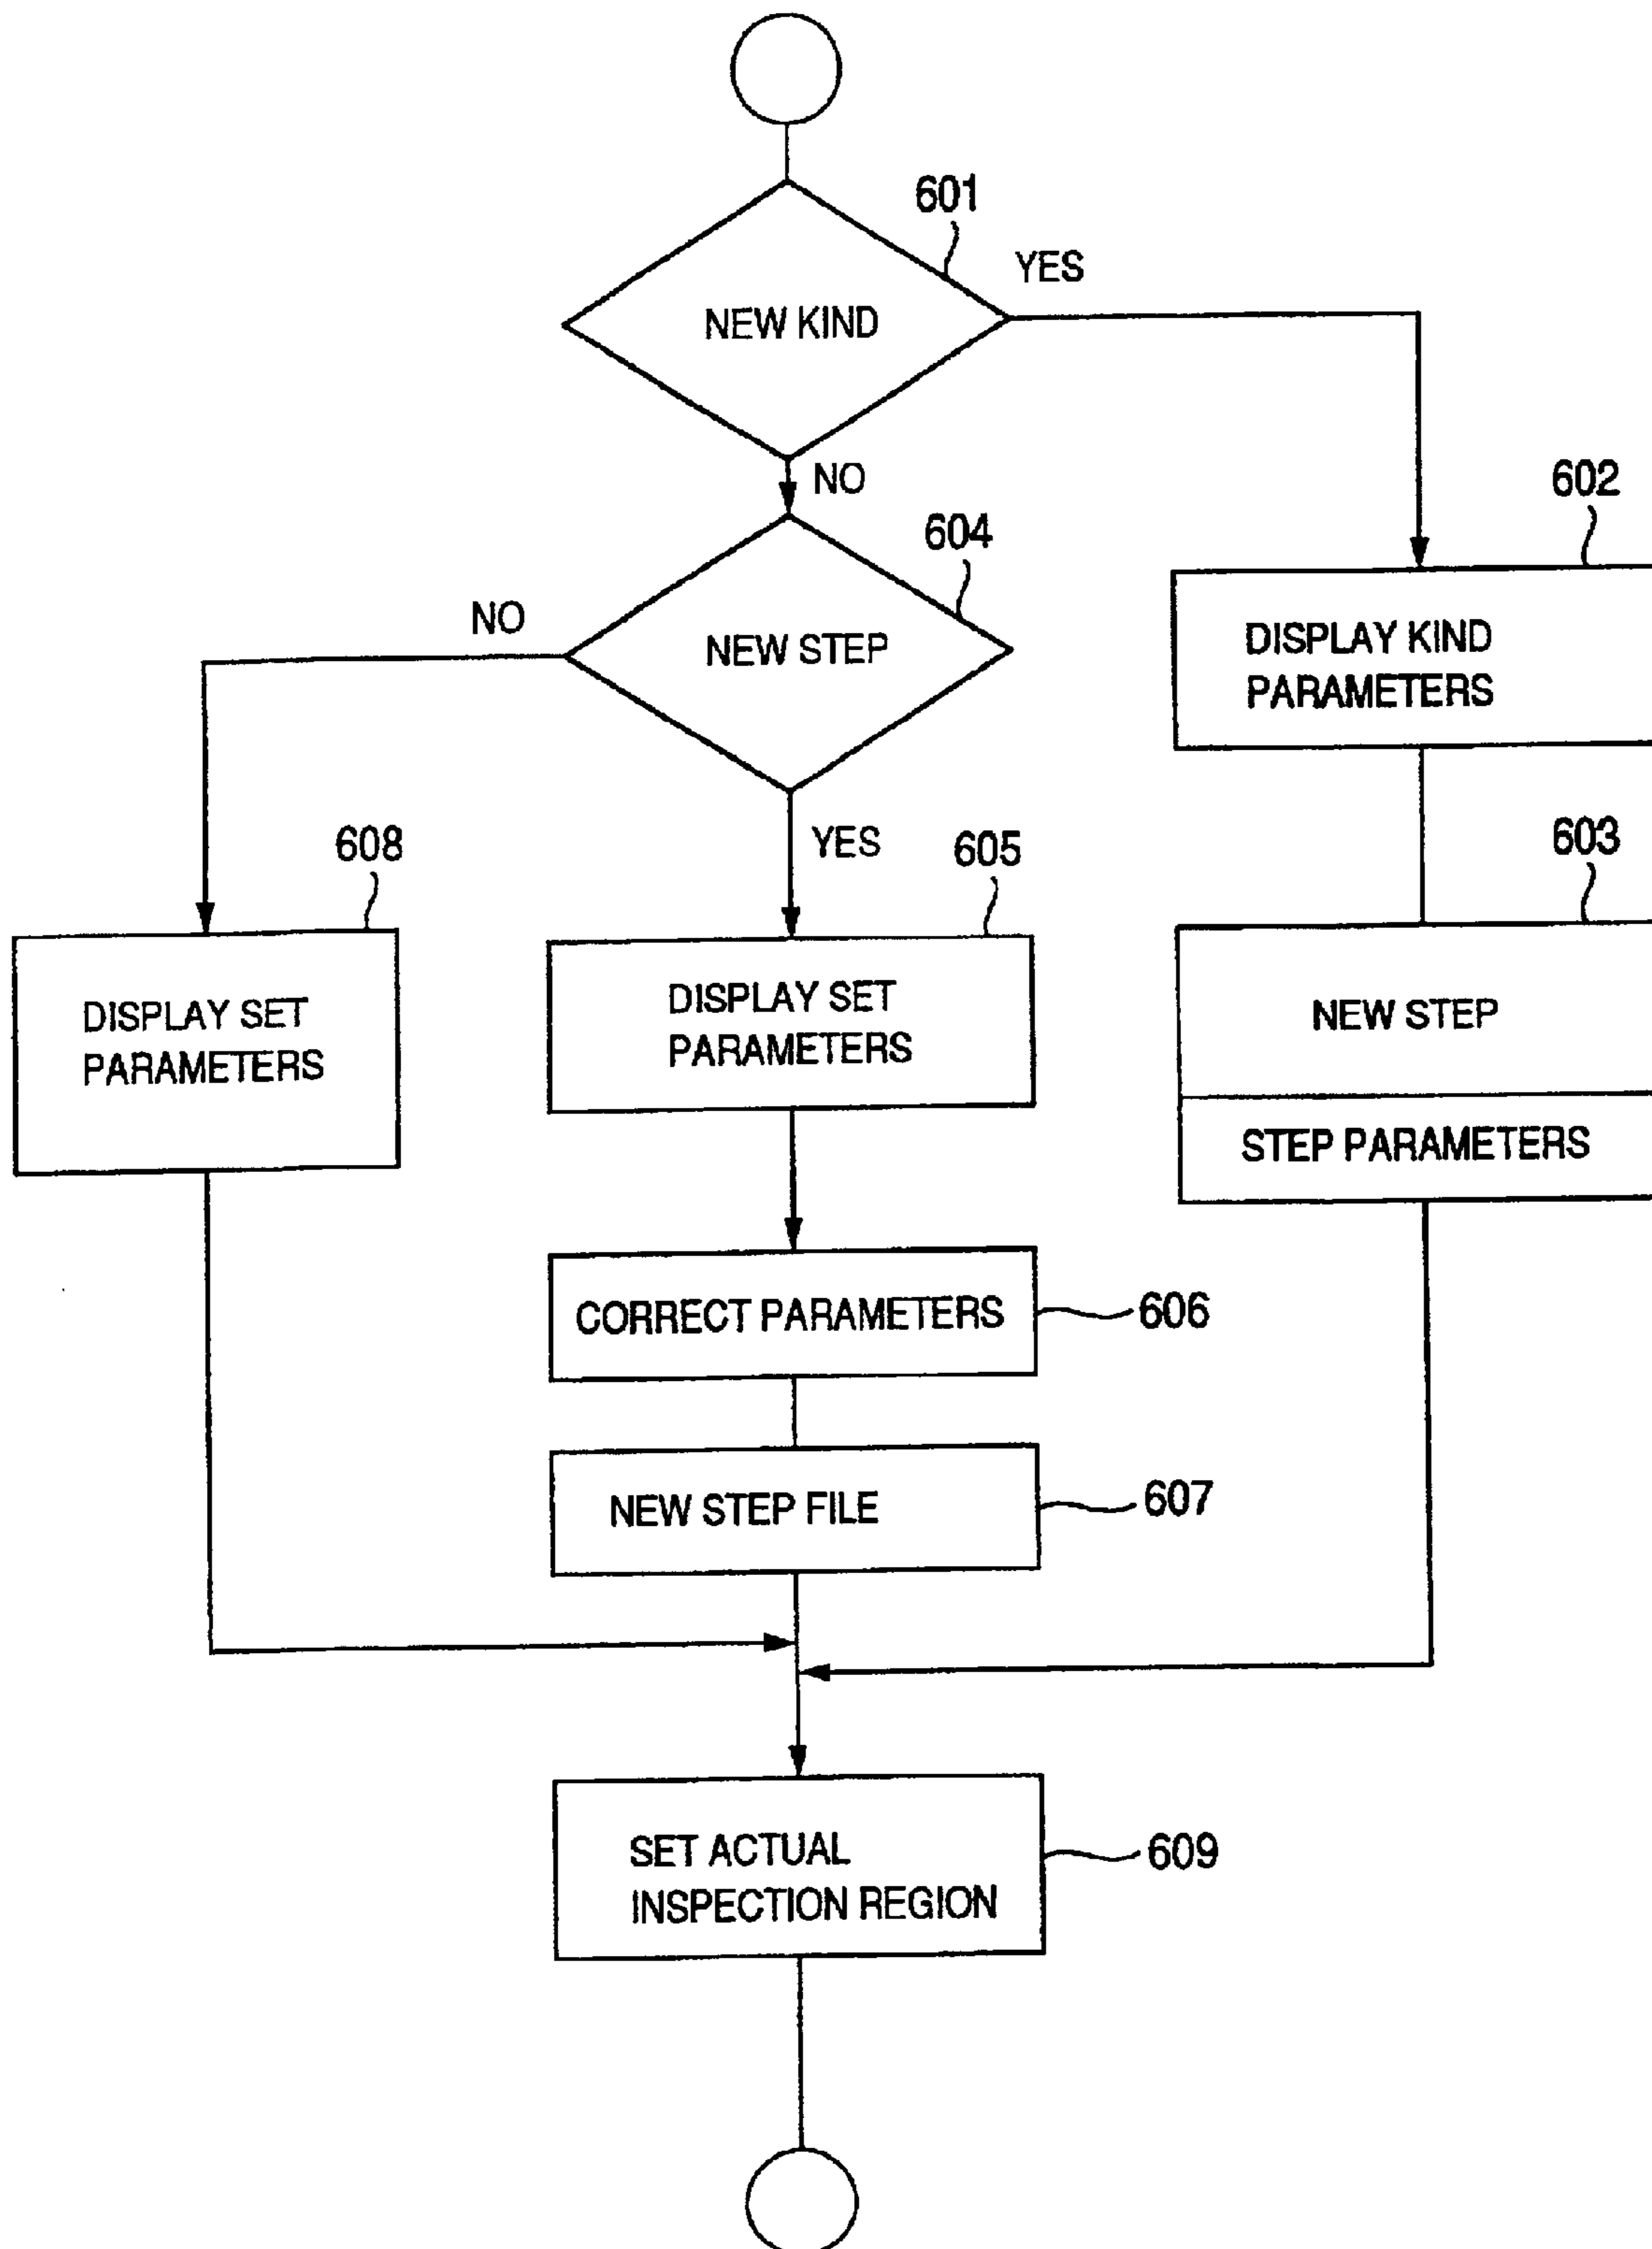 601
YES
NEW KIND
NO
602
604
NO
NEW STEP
DISPLAY KIND
PARAMETERS
608
YES
605
603
DISPLAY SET
PARAMETERS
DISPLAY SET
PARAMETERS
NEW STEP
STEP PARAMETERS
CORRECT PARAMETERS
606
NEW STEP FILE
607
SET ACTUAL
INSPECTION REGION
609